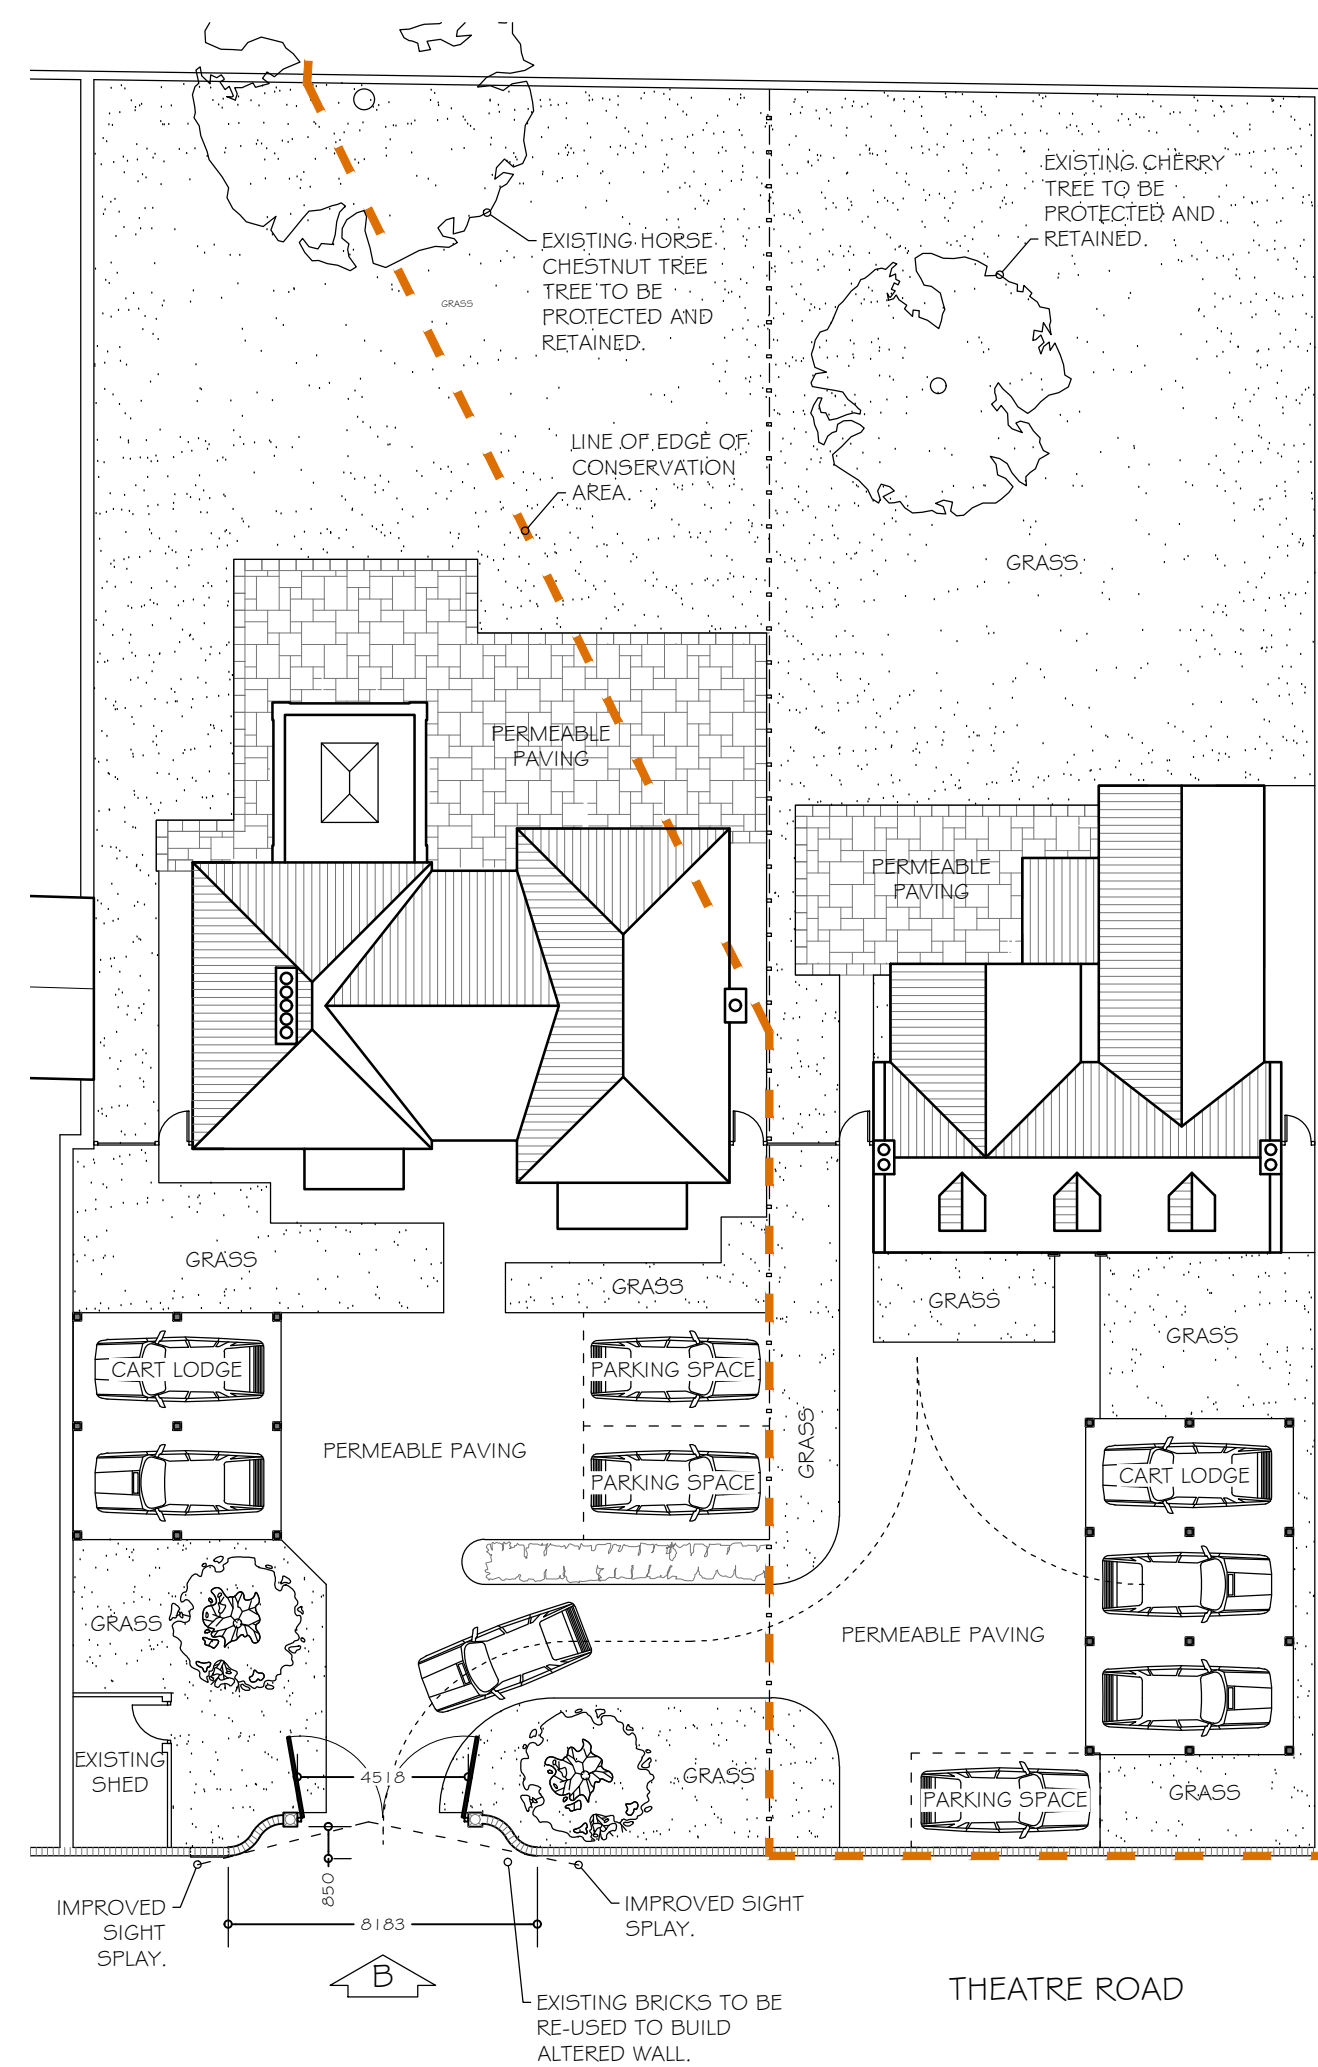 EXISTING CHERRY
TREE TO BE
PROTECTED AND
RETAINED.
EXISTING HORSE
CHESTNUT TREE
TREE TO BE
PROTECTED AND
RETAINED.
GRASS
LINE OF EDGE OF
CONSERVATION
AREA.
GRASS
PERMEABLE
PAVING
PERMEABLE
PAVING
GRASS
GRASS
GRASS
GRASS
CART LODGE
PARKING SPACE
GRASS
PERMEABLE PAVING
PARKING SPACE
CART LODGE
GRASS
PERMEABLE PAVING
EXISTING
SHED
4518
GRASS
GRASS
PARKING SPACE
850
IMPROVED
SIGHT
SPLAY.
8183
IMPROVED SIGHT
SPLAY.
B
THEATRE ROAD
EXISTING BRICKS TO BE
RE-USED TO BUILD
ALTERED WALL.